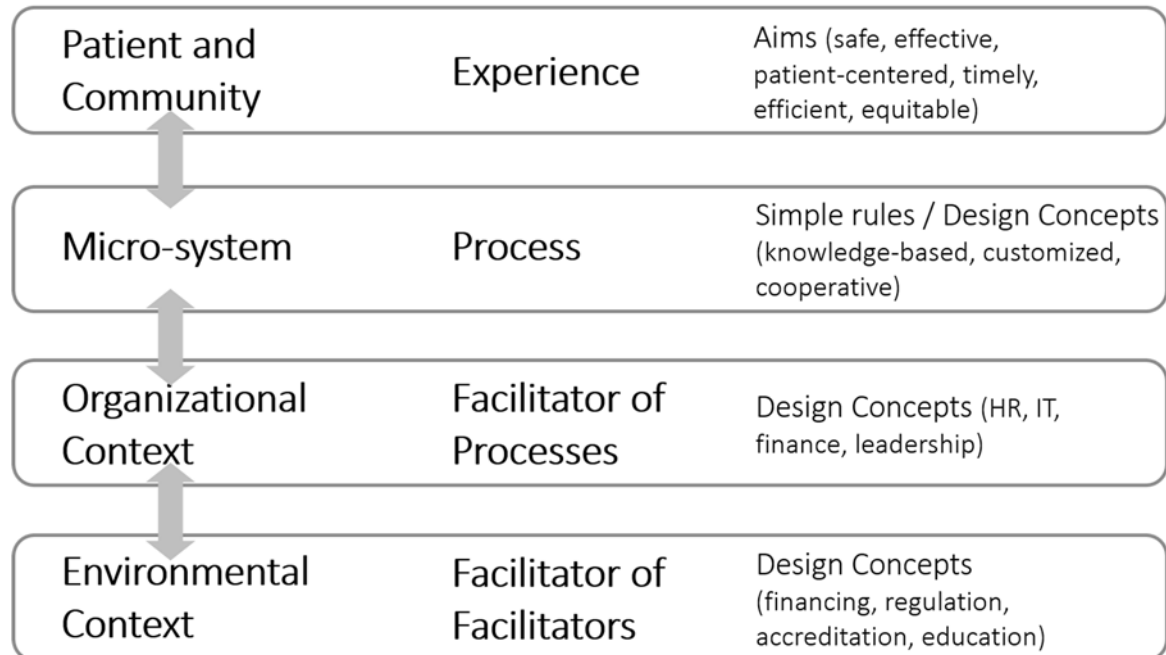 Patient and
Community
Experience
Aims (safe, effective,
patient-centered, timely,
efficient, equitable)
Micro-system
Process
Simple rules / Design Concepts
(knowledge-based, customized,
cooperative)
Organizational
Context
Facilitator of
Processes
Design Concepts (HR, IT,
finance, leadership)
Environmental
Context
Facilitator of
Facilitators
Design Concepts
(financing, regulation,
accreditation, education)